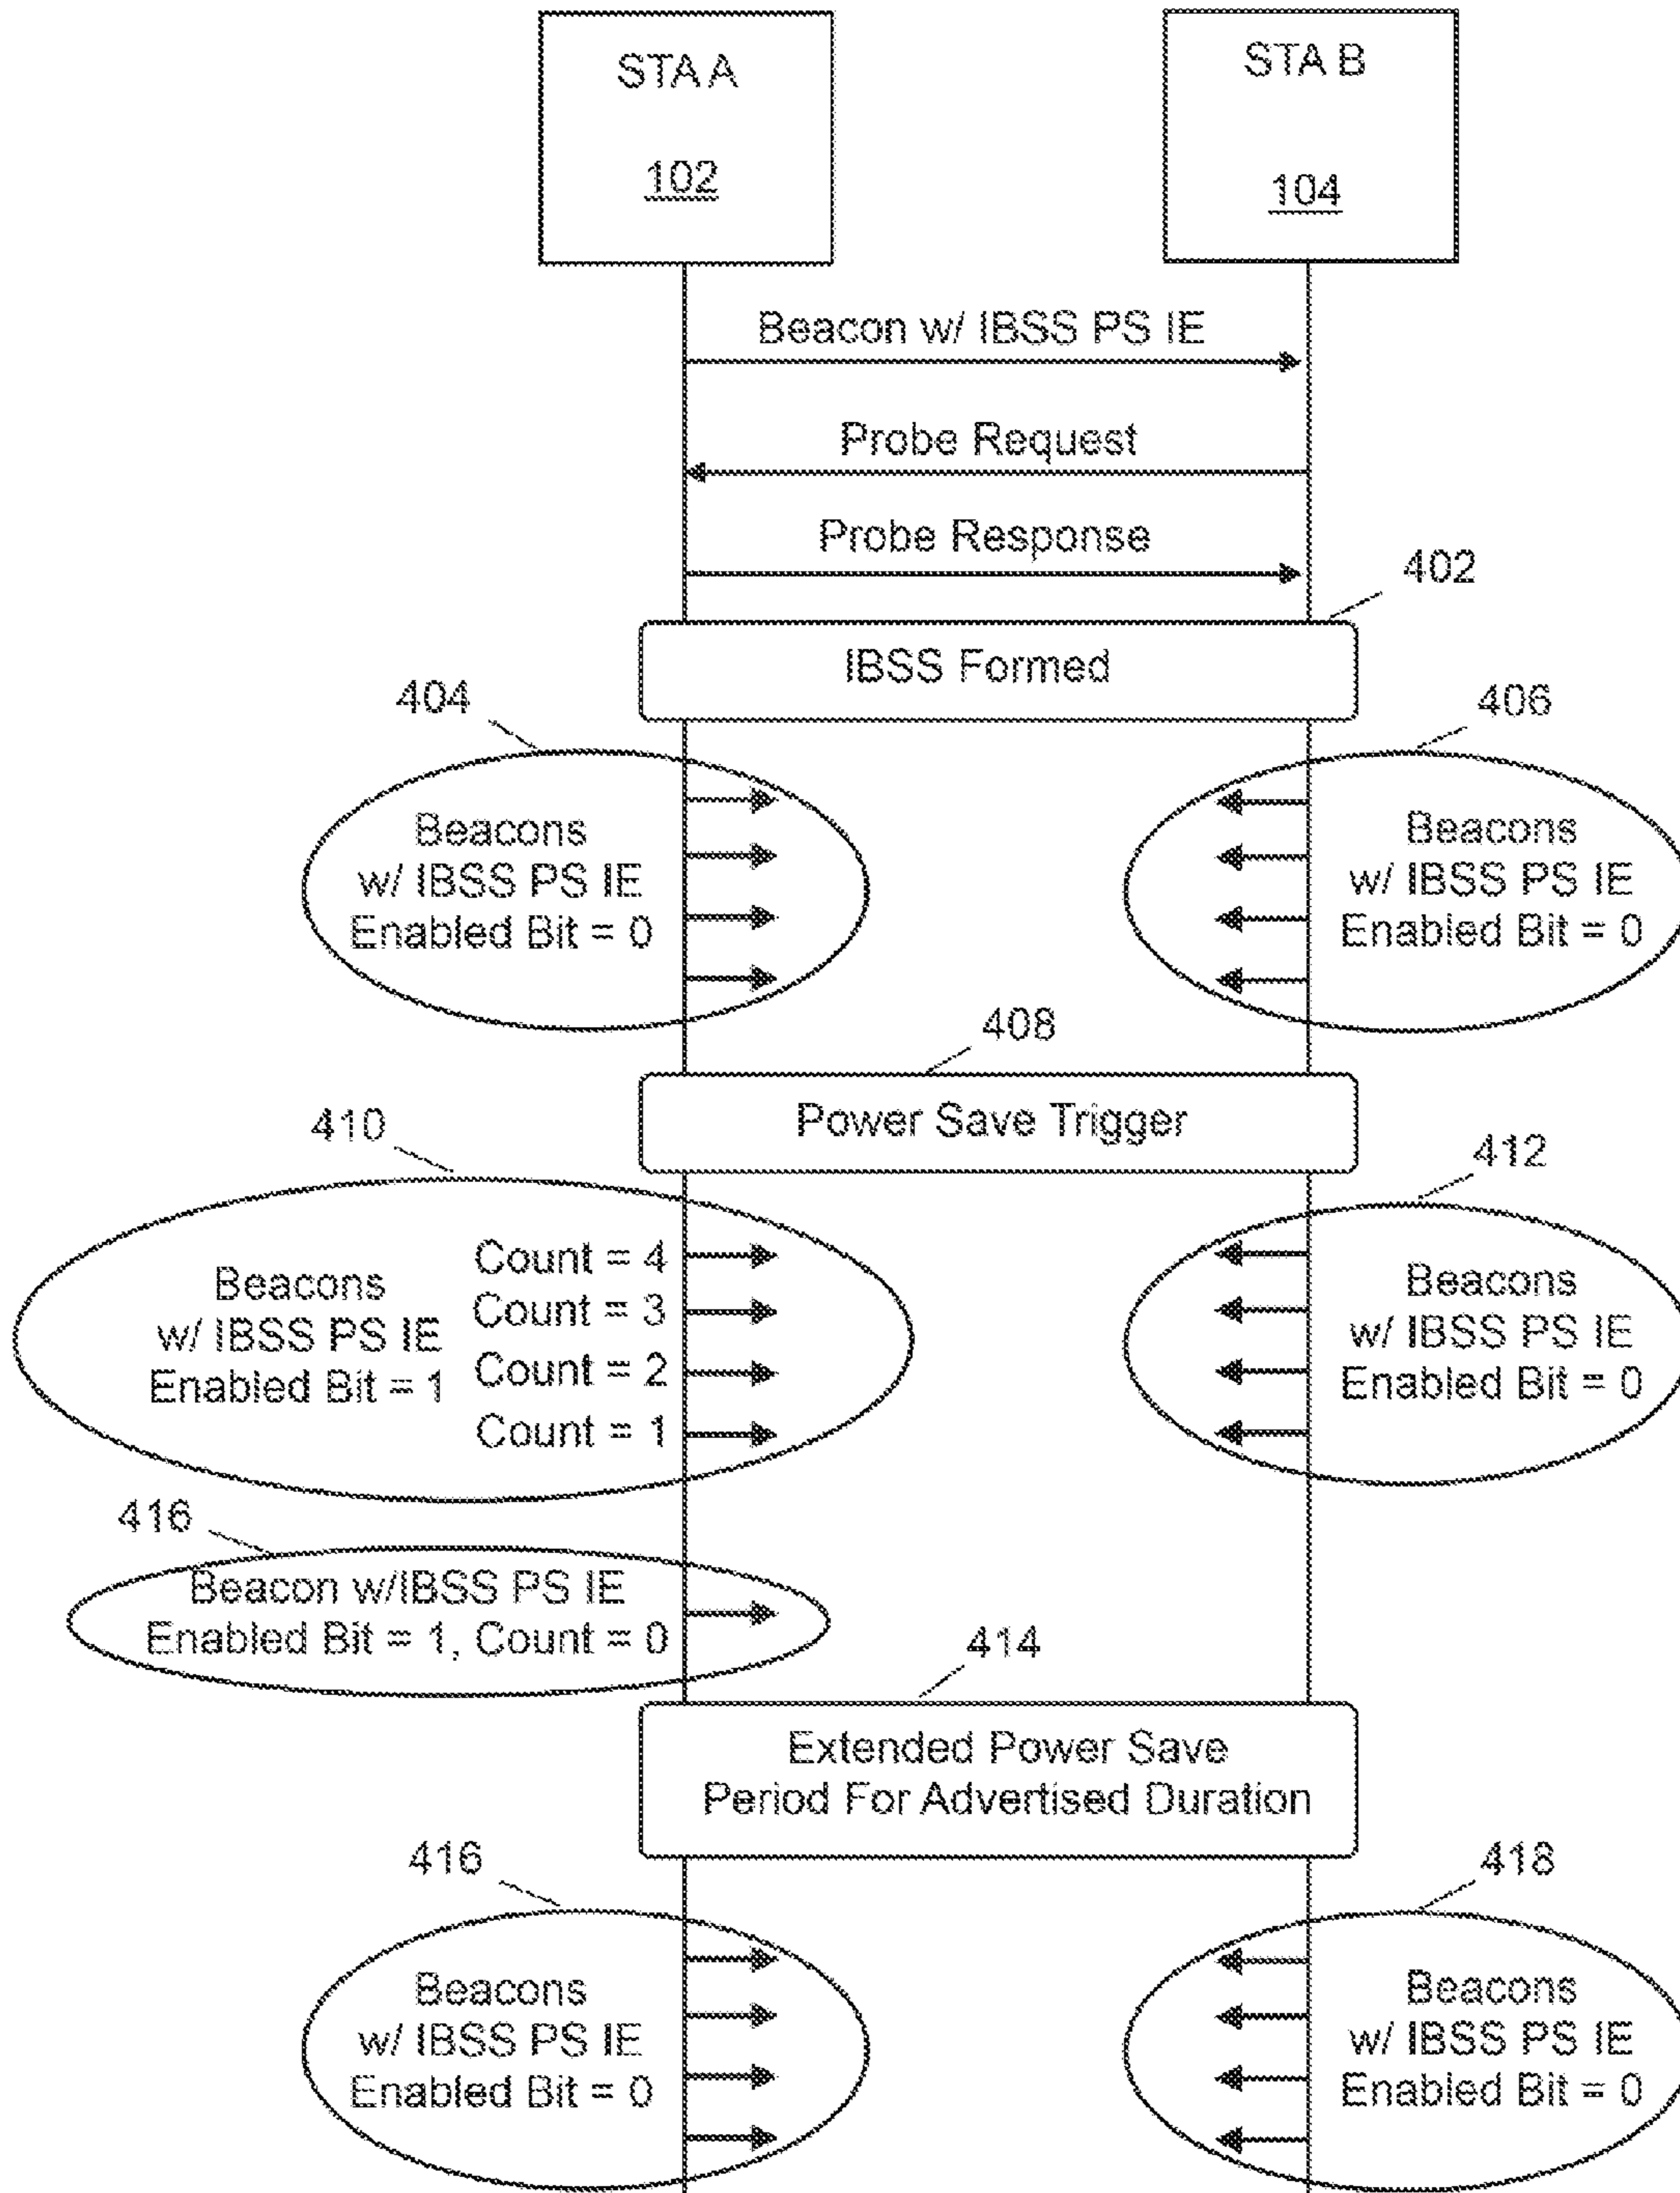 STA A
102
STA B
104
Beacon w/ IBSS PS IE
Probe Request
Probe Response
402
IBSS Formed
404
406
Beacons
w/ IBSS PS IE
Enabled Bit = 0
Beacons
w/ IBSS PS IE
Enabled Bit = 0
408
Power Save Trigger
410
412
Beacons
w/ IBSS PS IE
Enabled Bit = 1
Count = 4
Count = 3
Count = 2
Count = 1
Beacons
w/ IBSS PS IE
Enabled Bit = 0
416
Beacon w/IBSS PS IE
Enabled Bit = 1, Count = 0
414
Extended Power Save
Period For Advertised Duration
416
418
Beacons
w/ IBSS PS IE
Enabled Bit = 0
Beacons
w/ IBSS PS IE
Enabled Bit = 0